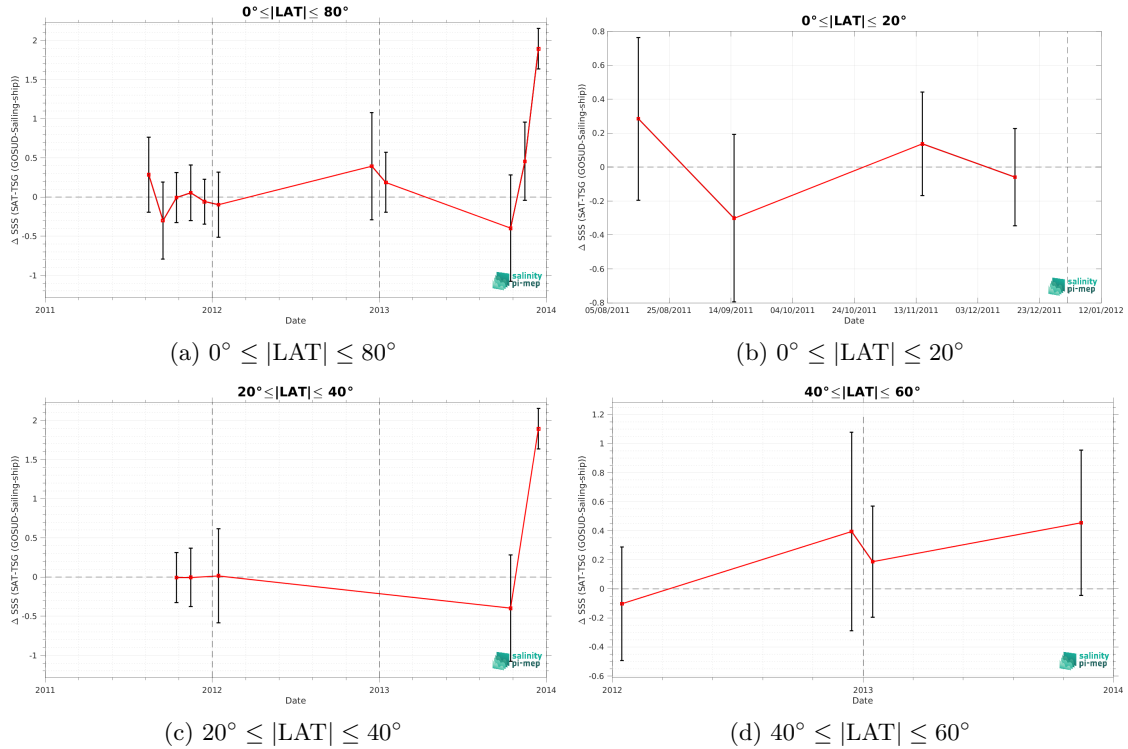 0°≤|LAT|≤ 80°
Δ SSS (SAT-TSG (GOSUD-Sailing-ship))
2
1.5
1
0.5
0
-0.5
-1
2011
2012
2013
2014
Date
salinity
pi-mep
(a) 0° ≤ |LAT| ≤ 80°
0°≤|LAT|≤ 20°
Δ SSS (SAT-TSG (GOSUD-Sailing-ship))
0.8
0.6
0.4
0.2
0
-0.2
-0.4
-0.6
-0.8
05/08/2011
25/08/2011
14/09/2011
04/10/2011
24/10/2011
13/11/2011
03/12/2011
23/12/2011
12/01/2012
Date
salinity
pi-mep
(b) 0° ≤ |LAT| ≤ 20°
20°≤|LAT|≤ 40°
Δ SSS (SAT-TSG (GOSUD-Sailing-ship))
2
1.5
1
0.5
0
-0.5
-1
2011
2012
2013
2014
Date
salinity
pi-mep
(c) 20° ≤ |LAT| ≤ 40°
40°≤|LAT|≤ 60°
Δ SSS (SAT-TSG (GOSUD-Sailing-ship))
1.2
1
0.8
0.6
0.4
0.2
0
-0.2
-0.4
-0.6
2012
2013
2014
Date
salinity
pi-mep
(d) 40° ≤ |LAT| ≤ 60°